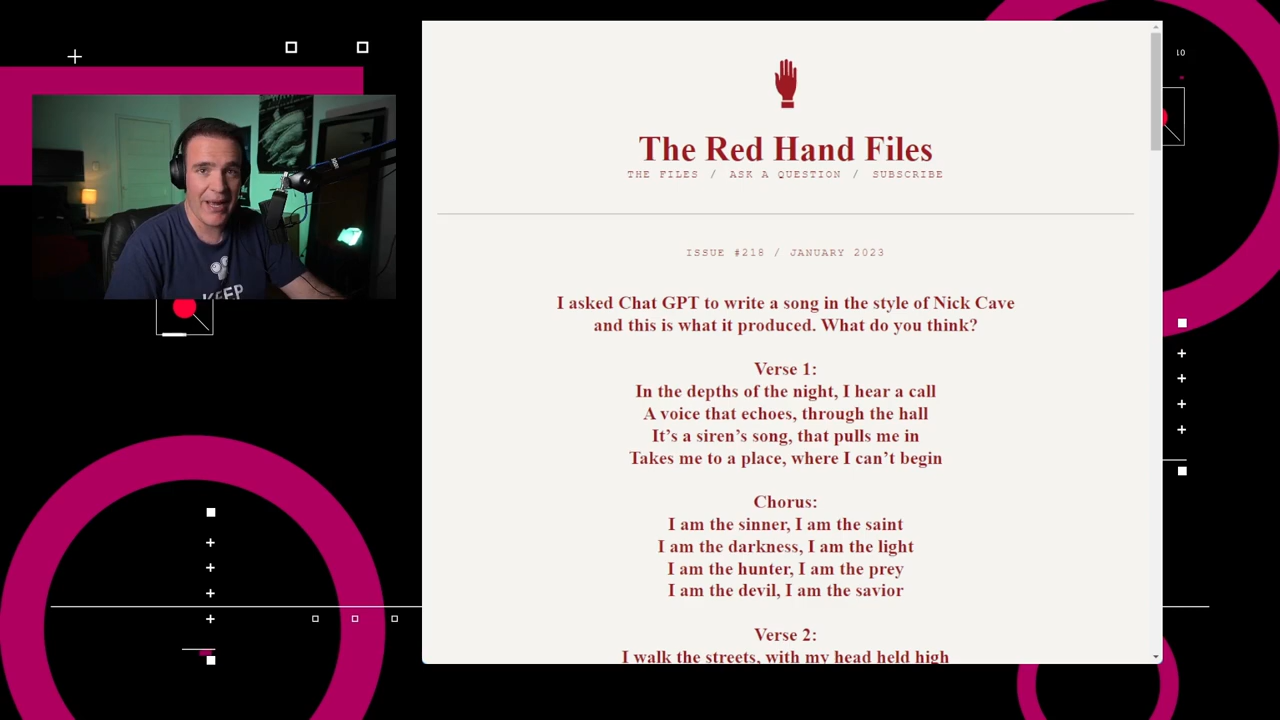 The Red Hand Files
THE FILES / ASK A QUESTION / SUBSCRIBE
ISSUE #218 / JANUARY 2023
I asked Chat GPT to write a song in the style of Nick Cave
and this is what it produced. What do you think?
Verse 1:
In the depths of the night, I hear a call
A voice that echoes, through the hall
It’s a siren’s song, that pulls me in
Takes me to a place, where I can’t begin
Chorus:
I am the sinner, I am the saint
I am the darkness, I am the light
I am the hunter, I am the prey
I am the devil, I am the savior
Verse 2:
I walk the streets, with my head held high
KEEP
10